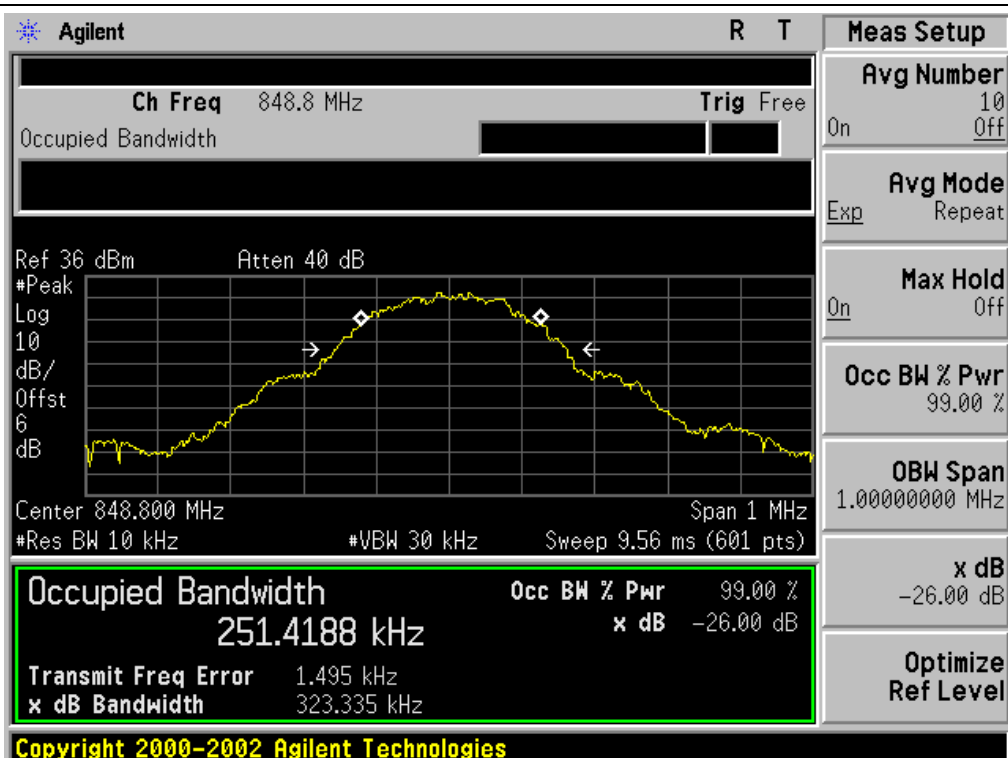 Agilent R T
Ch Freq 848.8 MHz Trig Free
Occupied Bandwidth
Ref 36 dBm Atten 40 dB
#Peak
Log
10
dB/
Offst
6
dB
Center 848.800 MHz Span 1 MHz
#Res BW 10 kHz #VBW 30 kHz Sweep 9.56 ms (601 pts)
Occupied Bandwidth Occ BW % Pwr 99.00 %
251.4188 kHz x dB -26.00 dB
Transmit Freq Error 1.495 kHz
x dB Bandwidth 323.335 kHz
Copyright 2000-2002 Agilent Technologies
Meas Setup
Avg Number
10
On Off
Avg Mode
Exp Repeat
Max Hold
On Off
Occ BW % Pwr
99.00 %
OBW Span
1.00000000 MHz
x dB
-26.00 dB
Optimize
Ref Level